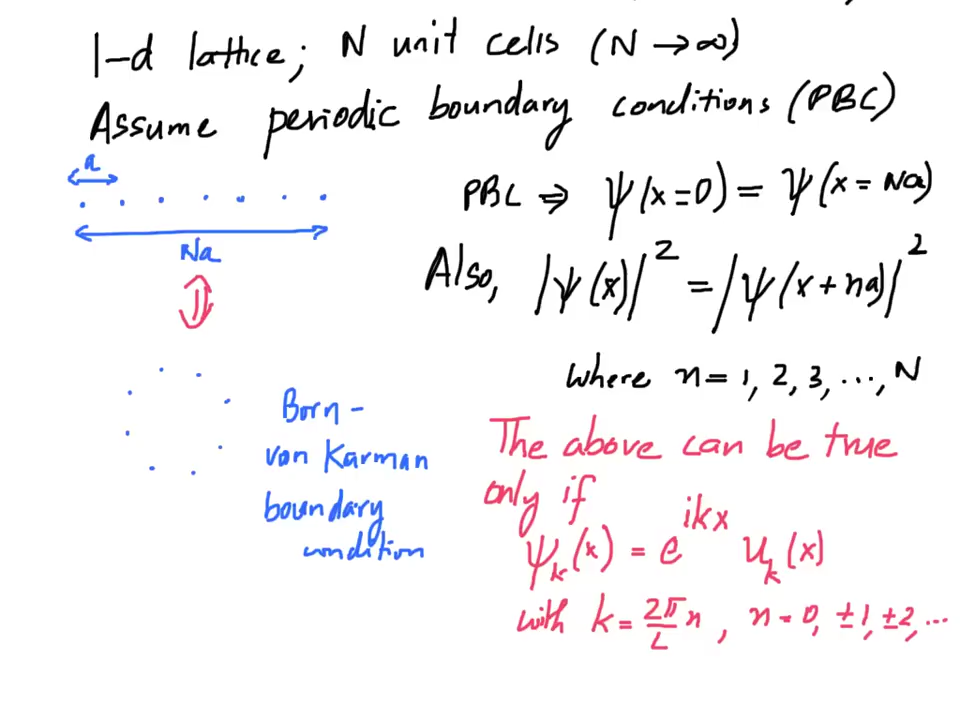 1-d lattice; N unit cells (N → ∞)
Assume periodic boundary conditions (PBC)
a
PBC ⇒ ψ(x=0) = ψ(x=Na)
Na
Also, |ψ(x)|² = |ψ(x+na)|²
where n = 1, 2, 3, ..., N
Born-
von Karman
boundary
condition
The above can be true
only if
ψₖ(x) = e^{ikx} uₖ(x)
with k = 2π/L n, n = 0, ±1, ±2, ...